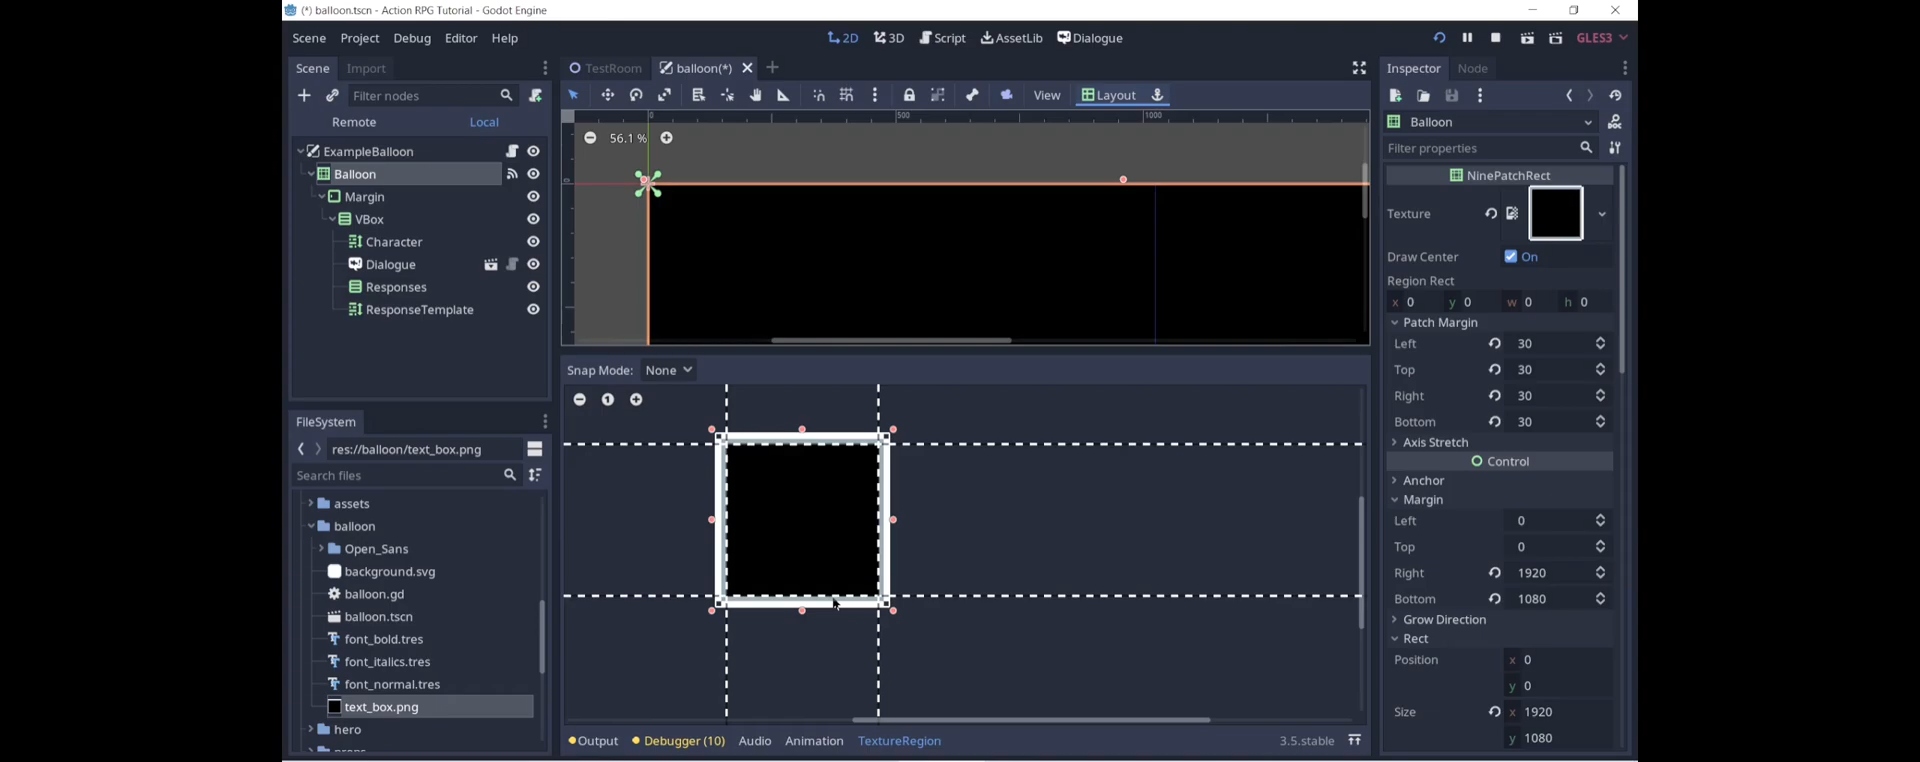 (*) balloon.tscn - Action RPG Tutorial - Godot Engine
Scene Project Debug Editor Help
2D 3D Script AssetLib Dialogue
GLES3
Scene Import
TestRoom balloon(*)
Inspector Node
Filter nodes
View Layout
Remote Local
Balloon
0 500 1000
56.1 %
Filter properties
ExampleBalloon
Balloon
Margin
VBox
Character
Dialogue
Responses
ResponseTemplate
NinePatchRect
Texture
Draw Center On
Region Rect
x 0 y 0 w 0 h 0
Patch Margin
Left 30
Top 30
Right 30
Bottom 30
Axis Stretch
Control
Anchor
Margin
Left 0
Top 0
Right 1920
Bottom 1080
Grow Direction
Rect
Position x 0
y 0
Size x 1920
y 1080
Snap Mode: None
1
FileSystem
res://balloon/text_box.png
Search files
assets
balloon
Open_Sans
background.svg
balloon.gd
balloon.tscn
font_bold.tres
font_italics.tres
font_normal.tres
text_box.png
hero
Output Debugger (10) Audio Animation TextureRegion 3.5.stable